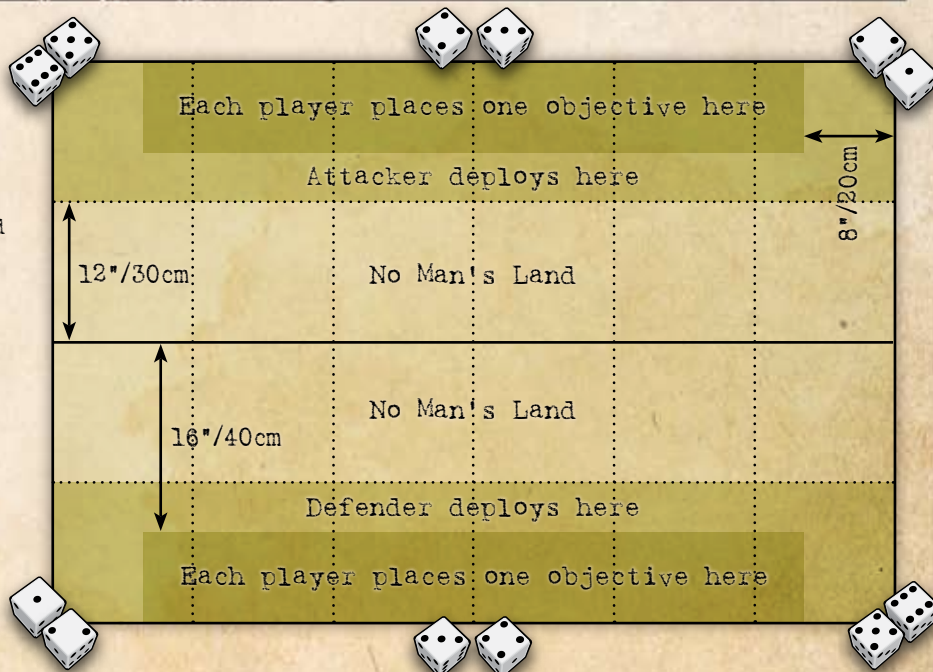 Each player places one objective here
Attacker deploys here
8"/20cm
12"/30cm
No Man's Land
No Man's Land
16"/40cm
Defender deploys here
Each player places one objective here